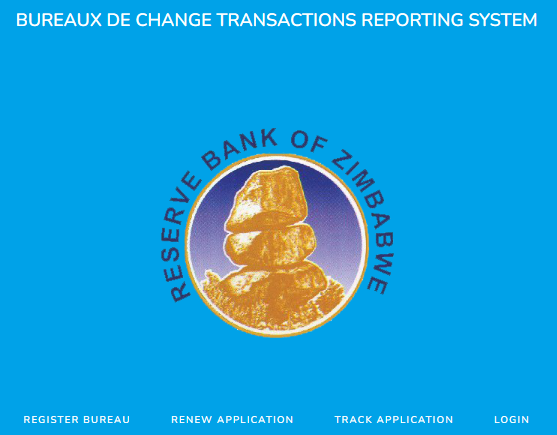 BUREAUX DE CHANGE TRANSACTIONS REPORTING SYSTEM
RESERVE BANK OF ZIMBABWE
REGISTER BUREAU RENEW APPLICATION TRACK APPLICATION LOGIN